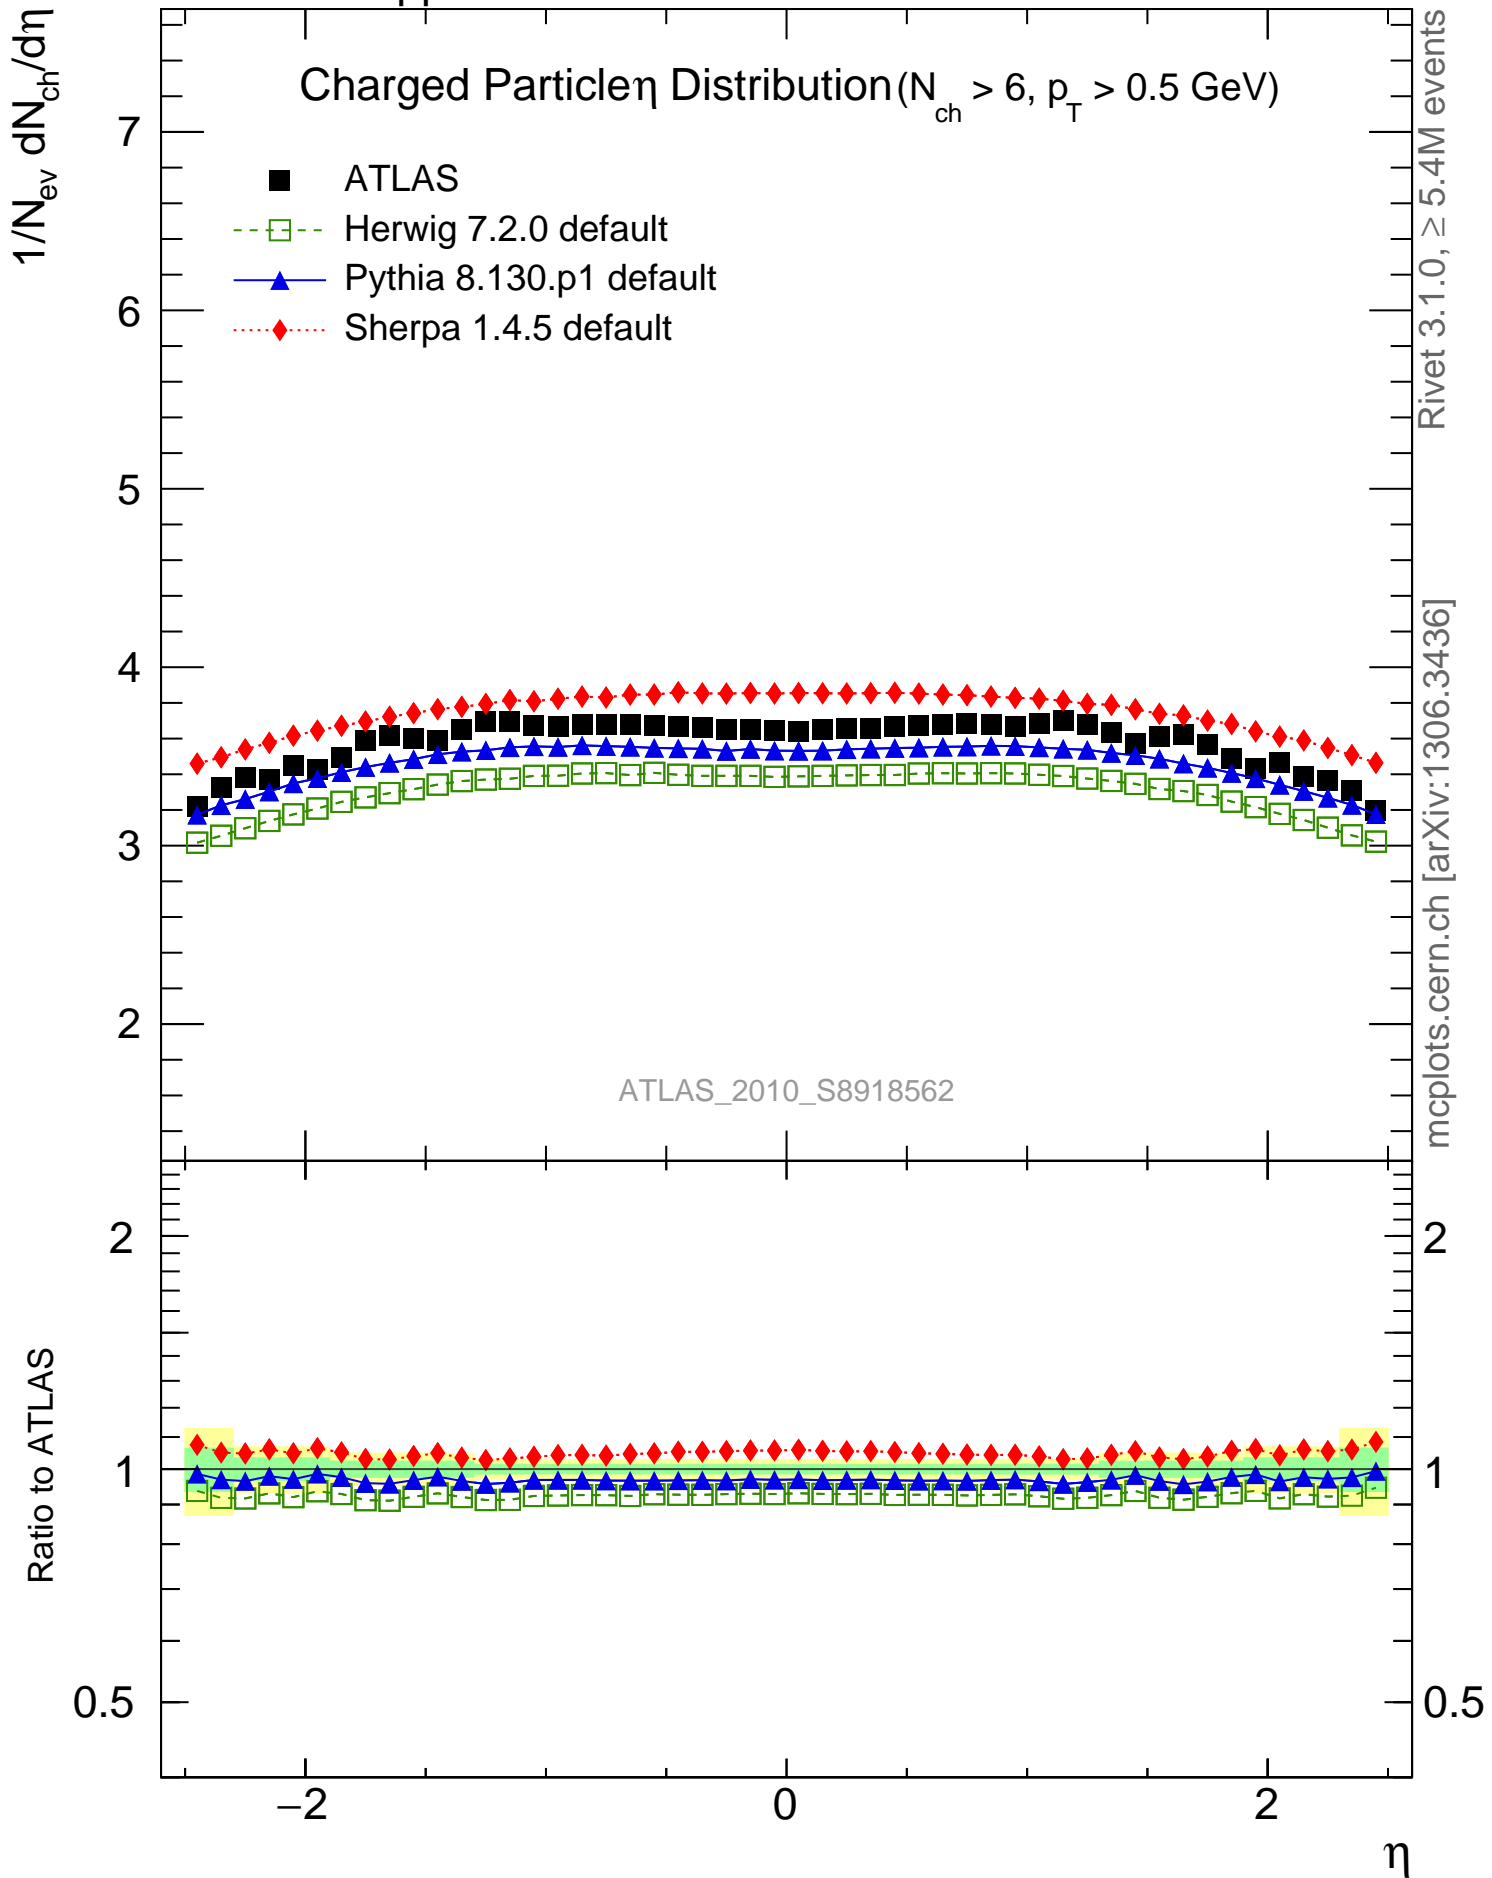 1/N_ev dN_ch/dη
Charged Particle η Distribution (N_ch > 6, p_T > 0.5 GeV)
ATLAS
Herwig 7.2.0 default
Pythia 8.130.p1 default
Sherpa 1.4.5 default
7
6
5
4
3
2
ATLAS_2010_S8918562
Rivet 3.1.0, ≥ 5.4M events
mcplots.cern.ch [arXiv:1306.3436]
Ratio to ATLAS
2
1
0.5
2
1
0.5
−2
0
2
η